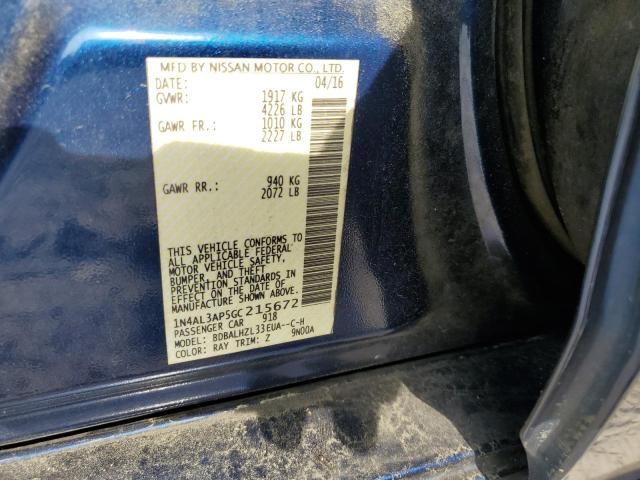 MFD BY NISSAN MOTOR CO., LTD.
DATE: 04/16
GVWR: 1917 KG
4226 LB
GAWR FR.: 1010 KG
2227 LB
GAWR RR.: 940 KG
2072 LB
THIS VEHICLE CONFORMS TO
ALL APPLICABLE FEDERAL
MOTOR VEHICLE SAFETY,
BUMPER, AND THEFT
PREVENTION STANDARDS IN
EFFECT ON THE DATE OF
MANUFACTURE SHOWN ABOVE.
1N4AL3AP5GC215672
PASSENGER CAR 918
MODEL: BDBALHZL33EUA--C-H
COLOR: RAY TRIM: Z 9N00A